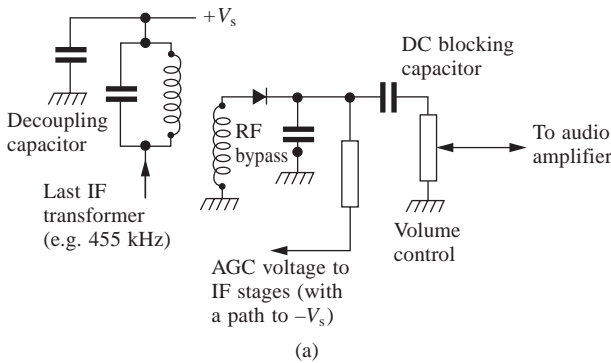 +Vs
DC blocking
capacitor
Decoupling
capacitor
RF
bypass
To audio
amplifier
Last IF
transformer
(e.g. 455 kHz)
Volume
control
AGC voltage to
IF stages (with
a path to –Vs)
(a)